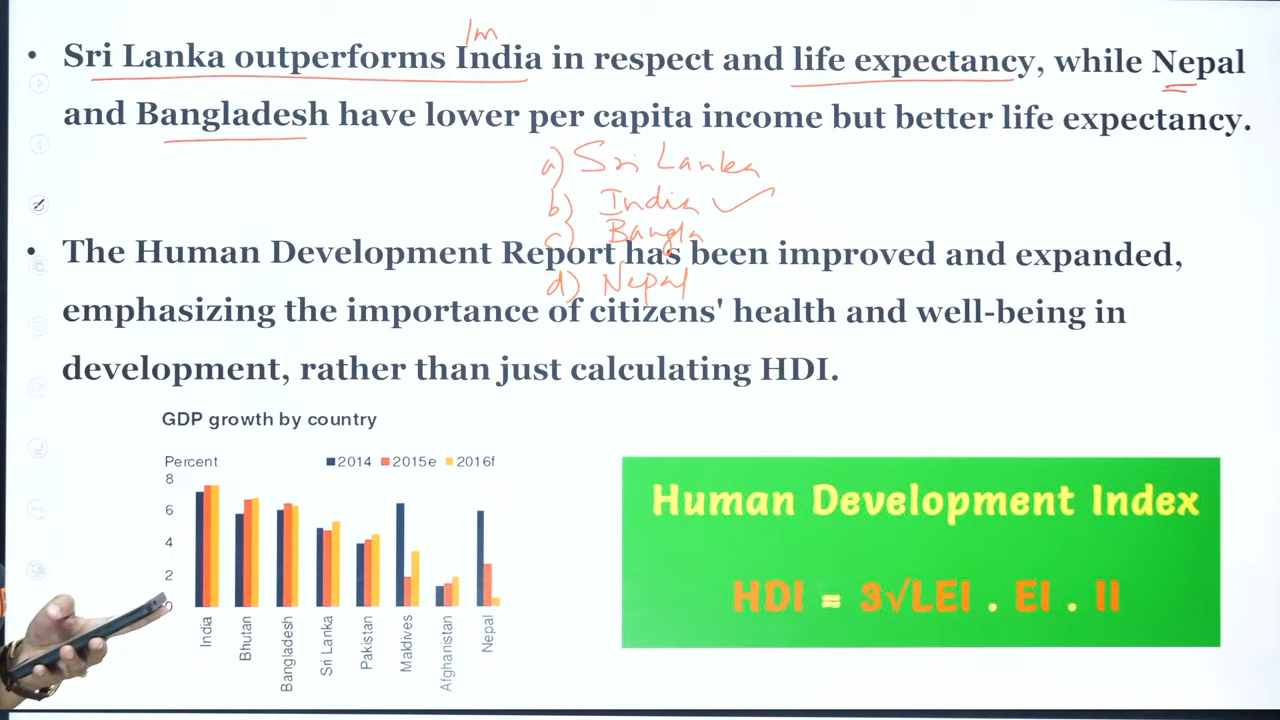 1m
• Sri Lanka outperforms India in respect and life expectancy, while Nepal
and Bangladesh have lower per capita income but better life expectancy.
a) Sri Lanka
b) India
c) Bangla
d) Nepal
• The Human Development Report has been improved and expanded,
emphasizing the importance of citizens' health and well-being in
development, rather than just calculating HDI.
GDP growth by country
Percent
2014 2015e 2016f
8
6
4
2
0
India
Bhutan
Bangladesh
Sri Lanka
Pakistan
Maldives
Afghanistan
Nepal
Human Development Index
HDI = 3√LEI . EI . II